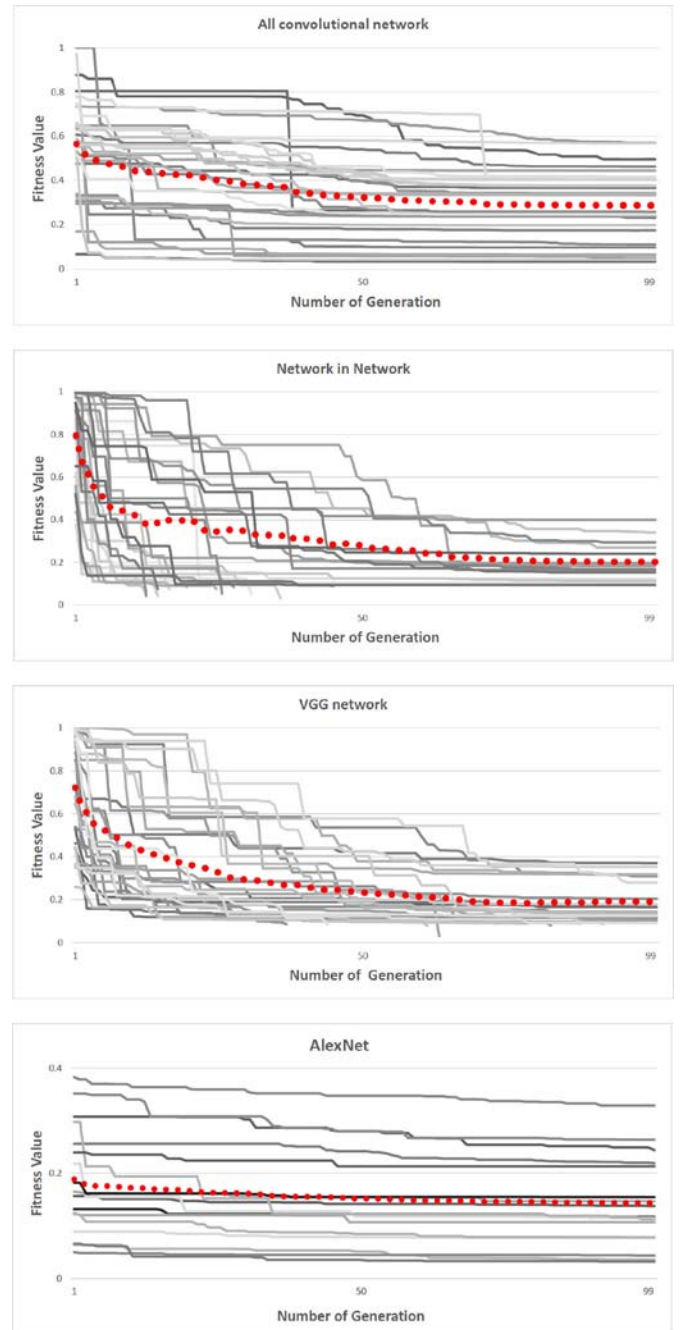 All convolutional network
1
0.8
0.6
0.4
0.2
0
Fitness Value
1 50 99
Number of Generation
Network in Network
1
0.8
0.6
0.4
0.2
0
Fitness Value
1 50 99
Number of Generation
VGG network
1
0.8
0.6
0.4
0.2
0
Fitness Value
1 50 99
Number of Generation
AlexNet
0.4
0.2
0
Fitness Value
1 50 99
Number of Generation